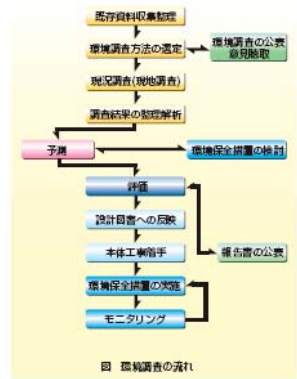 既存資料収集整理
環境調査方法の選定
環境調査の公表
意見聴取
現況調査(現地調査)
調査結果の整理解析
予測
環境保全措置の検討
評価
設計図書への反映
本体工事着手
報告書の公表
環境保全措置の実施
モニタリング
図 環境調査の流れ